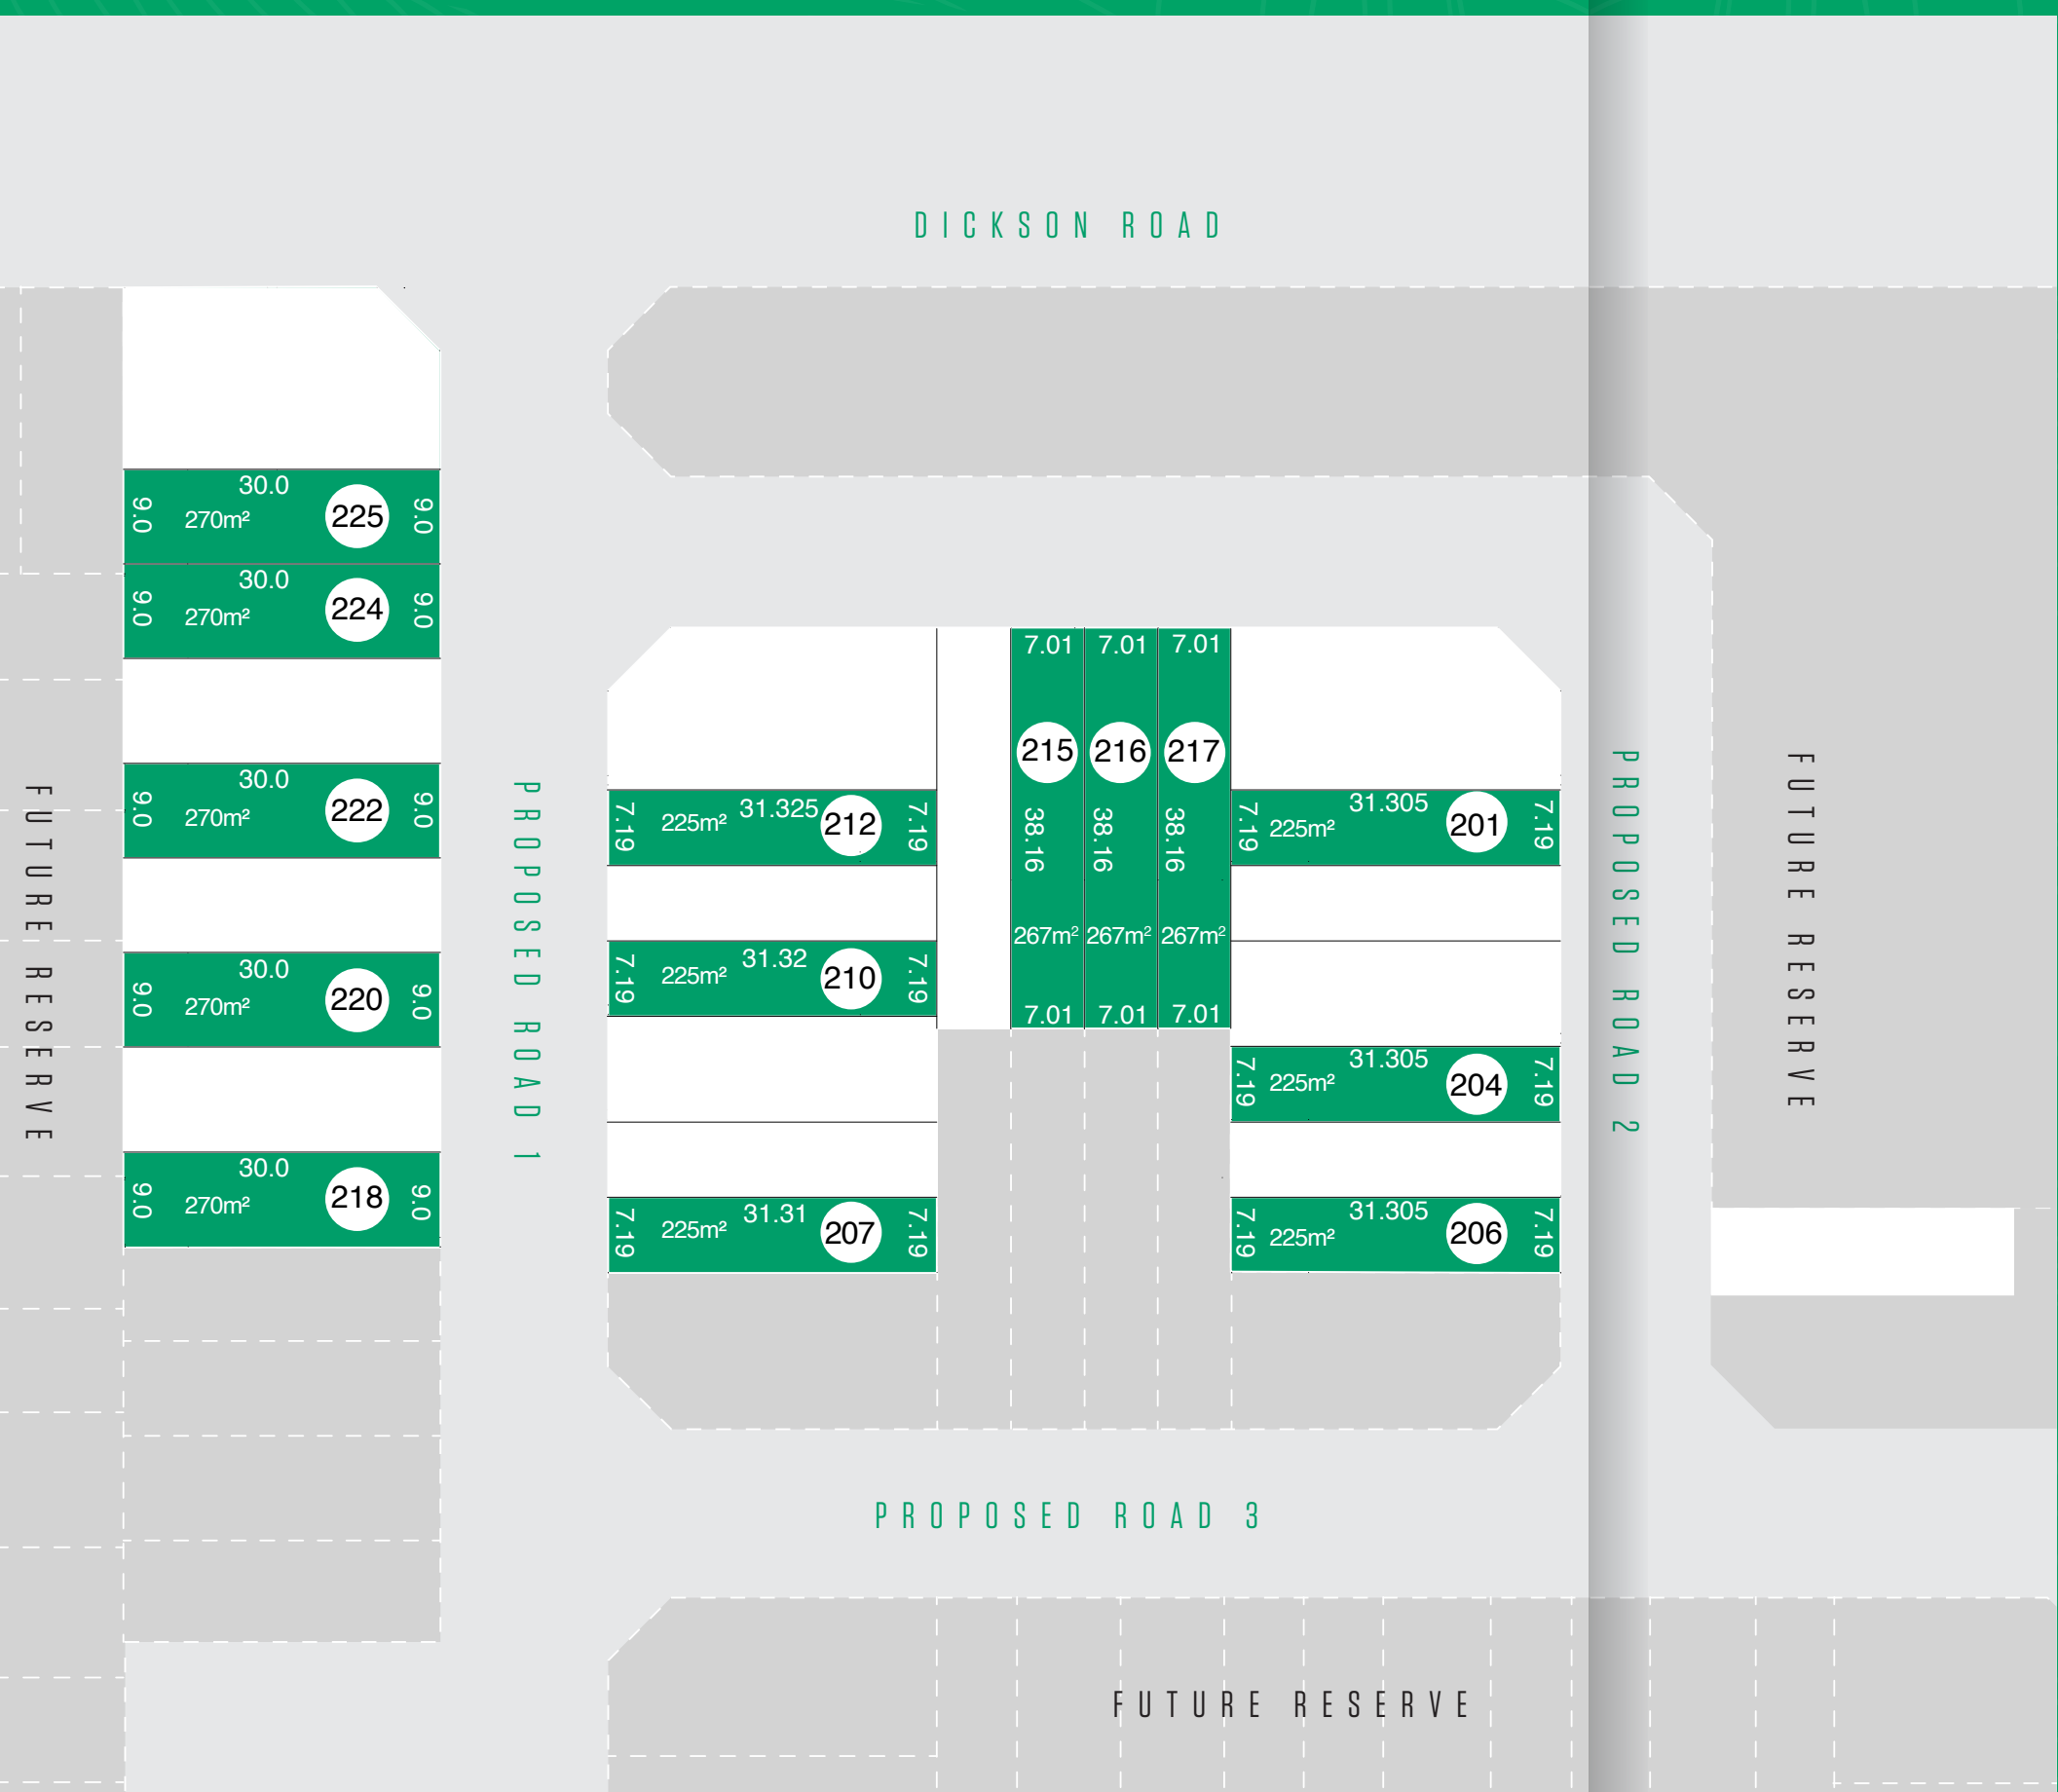 DICKSON ROAD
FUTURE RESERVE
30.0
9.0
270m²
225
9.0
30.0
9.0
270m²
224
9.0
30.0
9.0
270m²
222
9.0
30.0
9.0
270m²
220
9.0
30.0
9.0
270m²
218
9.0
PROPOSED ROAD 1
7.19
225m²
31.325
212
7.19
7.19
225m²
31.32
210
7.19
7.19
225m²
31.31
207
7.19
7.01
215
38.16
267m²
7.01
7.01
216
38.16
267m²
7.01
7.01
217
38.16
267m²
7.01
7.19
225m²
31.305
201
7.19
7.19
225m²
31.305
204
7.19
7.19
225m²
31.305
206
7.19
PROPOSED ROAD 2
FUTURE RESERVE
PROPOSED ROAD 3
FUTURE RESERVE